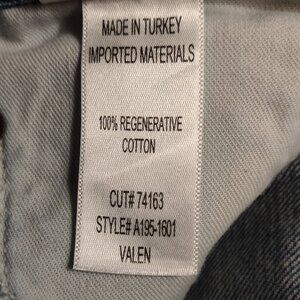 MADE IN TURKEY
IMPORTED MATERIALS
100% REGENERATIVE
COTTON
CUT# 74163
STYLE# A195-1601
VALEN